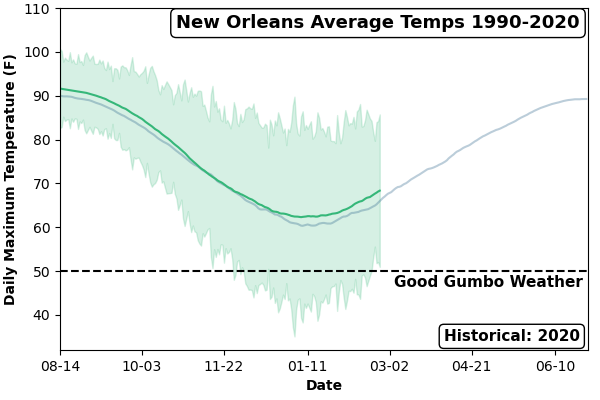 New Orleans Average Temps 1990-2020
Daily Maximum Temperature (F)
110
100
90
80
70
60
50
40
Good Gumbo Weather
Historical: 2020
08-14 10-03 11-22 01-11 03-02 04-21 06-10
Date